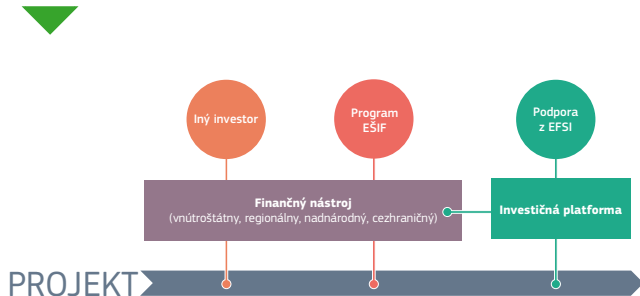 Iný investor
Program
EŠIF
Podpora
z EFSI
Finančný nástroj
(vnútroštátny, regionálny, nadnárodný, cezhraničný)
Investičná platforma
PROJEKT